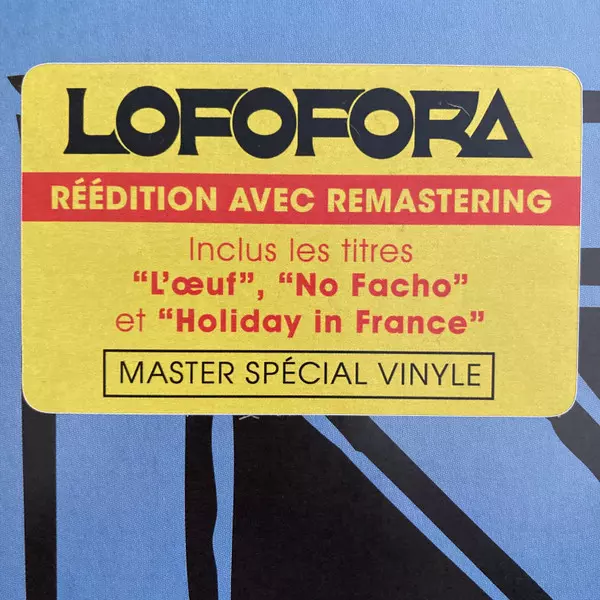 LOFOFORA
RÉÉDITION AVEC REMASTERING
Inclus les titres
“L’œuf”, “No Facho”
et “Holiday in France”
MASTER SPÉCIAL VINYLE